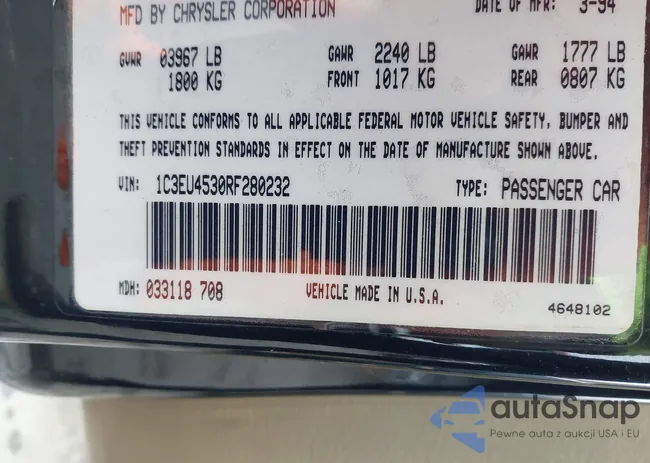 MFD BY CHRYSLER CORPORATION DATE OF MFR: 3-94
GVWR 03967 LB GAWR 2240 LB GAWR 1777 LB
1800 KG FRONT 1017 KG REAR 0807 KG
THIS VEHICLE CONFORMS TO ALL APPLICABLE FEDERAL MOTOR VEHICLE SAFETY, BUMPER AND
THEFT PREVENTION STANDARDS IN EFFECT ON THE DATE OF MANUFACTURE SHOWN ABOVE.
VIN: 1C3EU4530RF280232 TYPE: PASSENGER CAR
MDH: 033118 708 VEHICLE MADE IN U.S.A.
4648102
autaSnap
Pewne auta z aukcji USA i EU